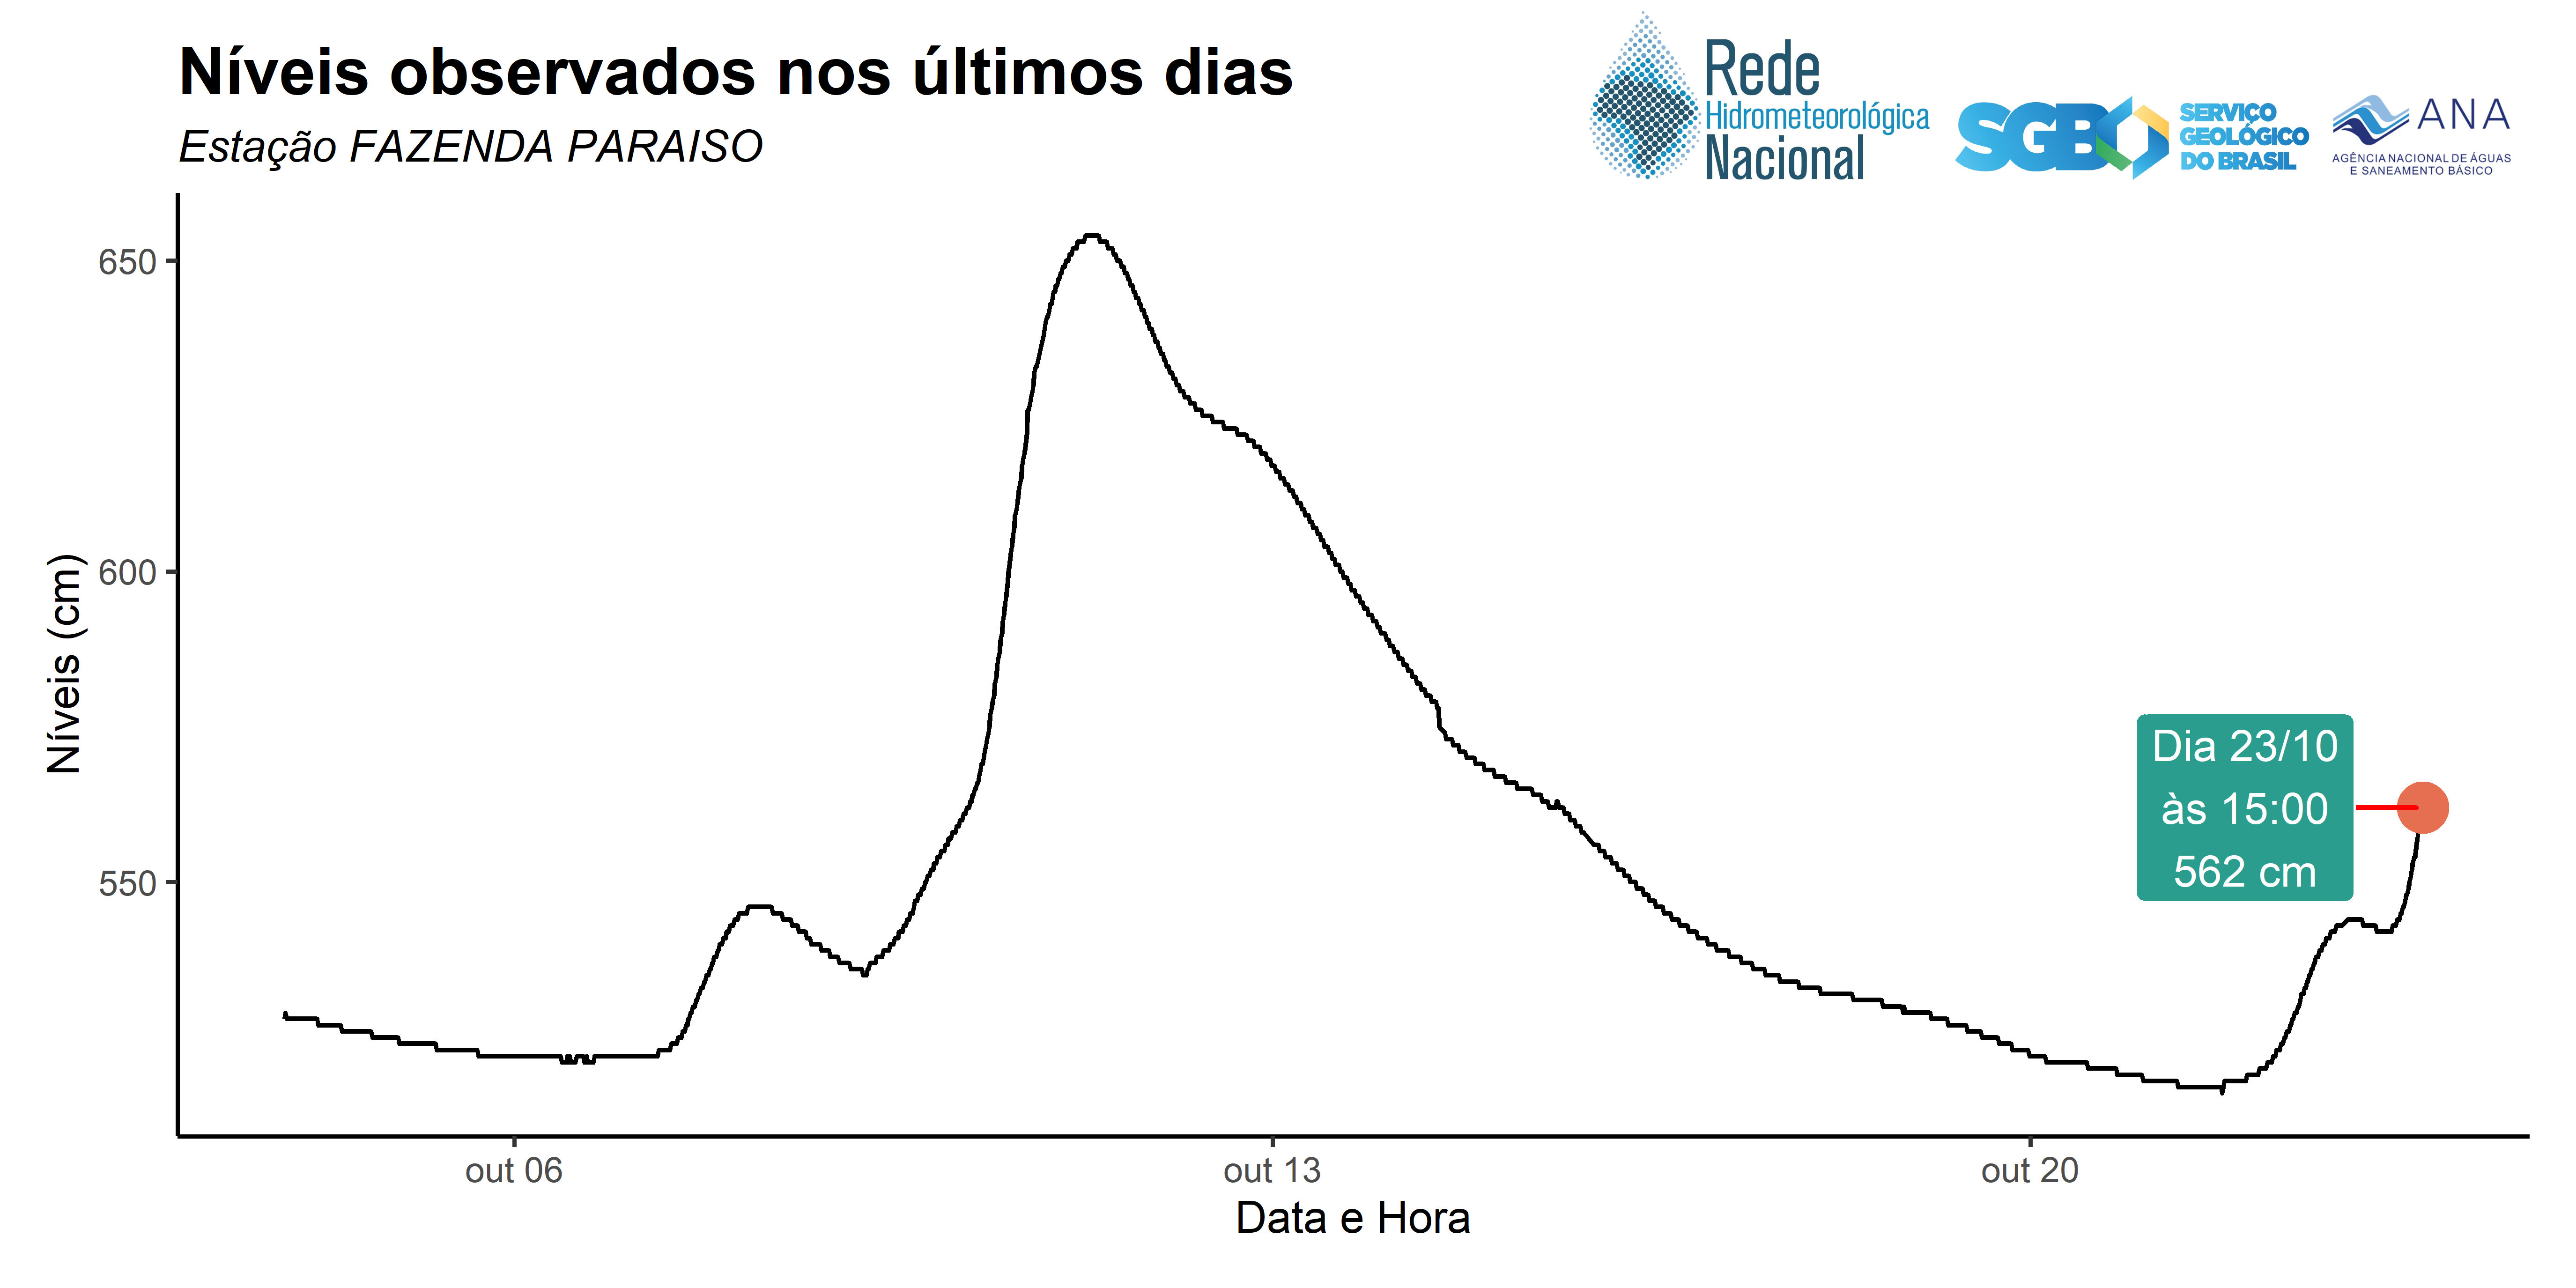 Níveis observados nos últimos dias
Estação FAZENDA PARAISO
Rede
Hidrometeorológica
Nacional
SGB
SERVIÇO
GEOLÓGICO
DO BRASIL
ANA
AGÊNCIA NACIONAL DE ÁGUAS
E SANEAMENTO BÁSICO
Níveis (cm)
650
600
550
Dia 23/10
às 15:00
562 cm
out 06
out 13
out 20
Data e Hora